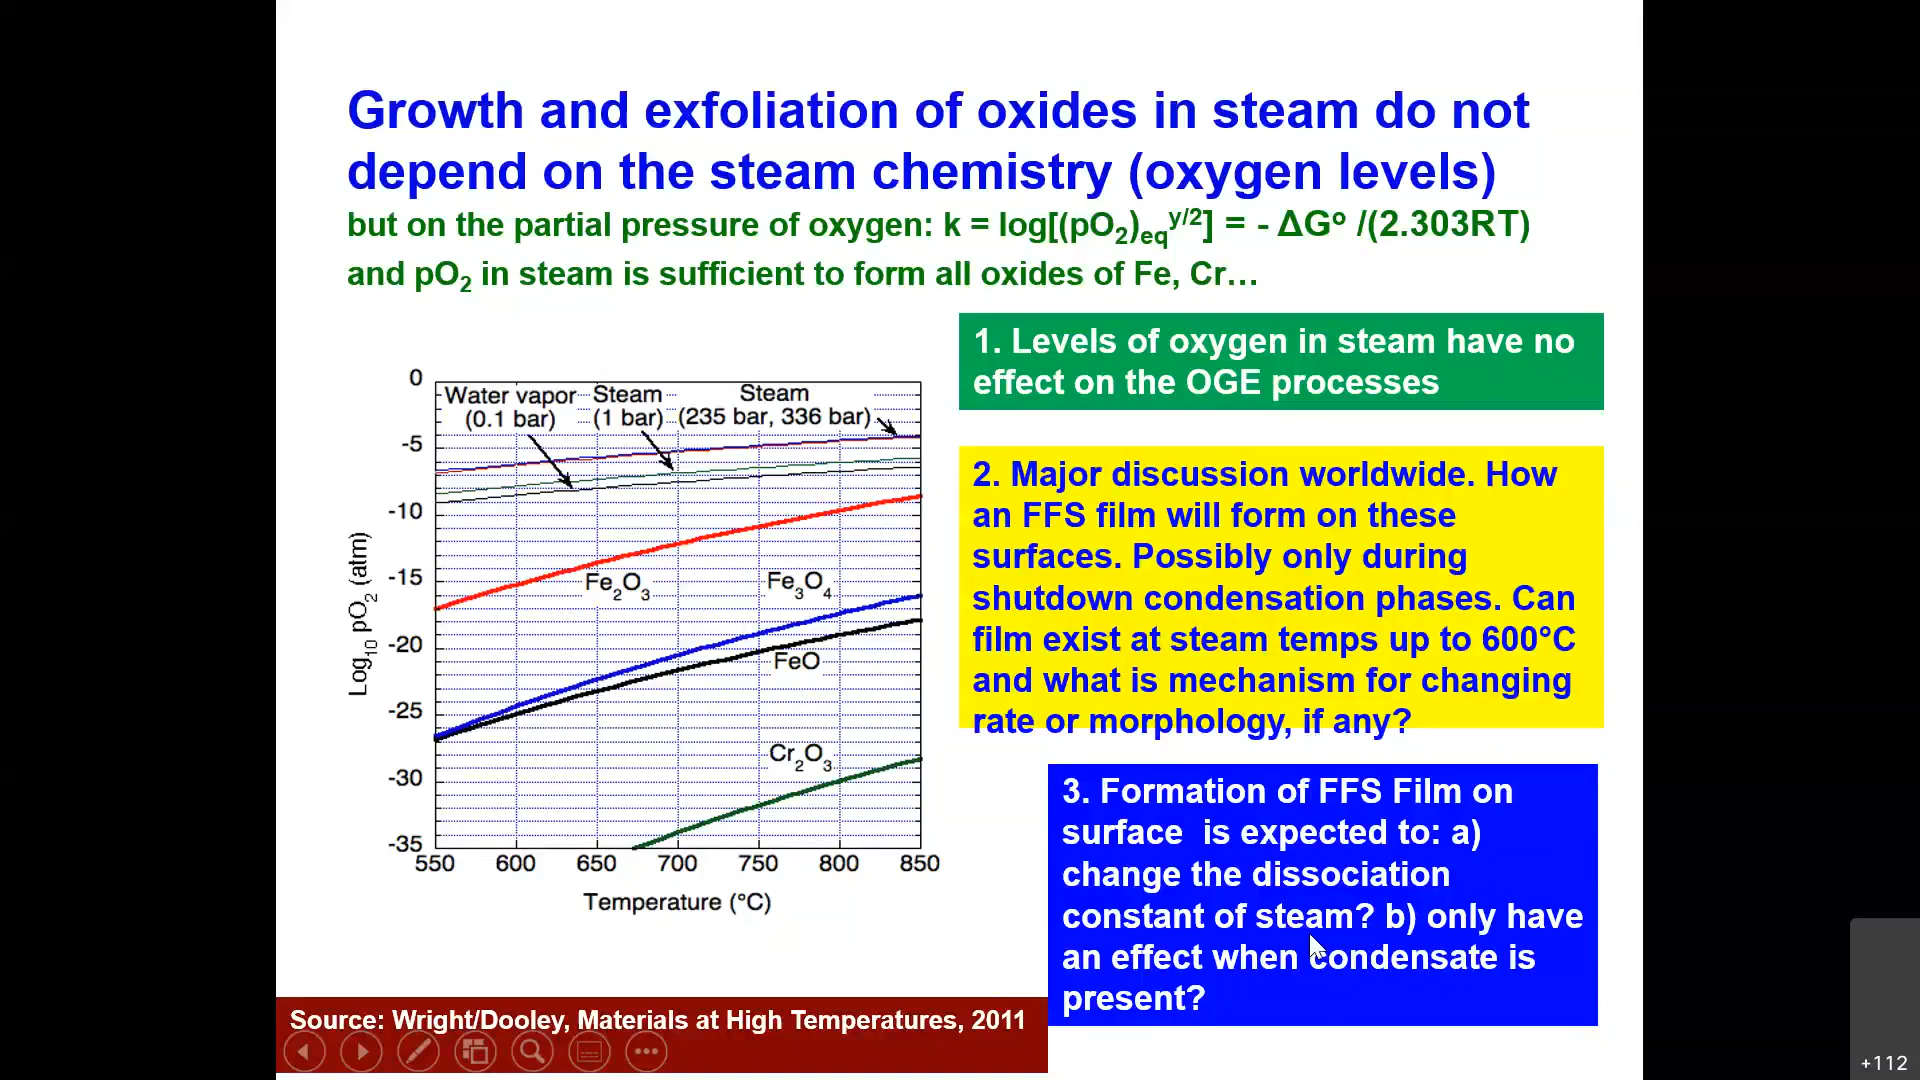 Growth and exfoliation of oxides in steam do not
depend on the steam chemistry (oxygen levels)
but on the partial pressure of oxygen: k = log[(pO₂)eq^y/2] = - ΔGº /(2.303RT)
and pO₂ in steam is sufficient to form all oxides of Fe, Cr…
1. Levels of oxygen in steam have no
effect on the OGE processes
2. Major discussion worldwide. How
an FFS film will form on these
surfaces. Possibly only during
shutdown condensation phases. Can
film exist at steam temps up to 600°C
and what is mechanism for changing
rate or morphology, if any?
3. Formation of FFS Film on
surface is expected to: a)
change the dissociation
constant of steam? b) only have
an effect when condensate is
present?
Water vapor
(0.1 bar)
Steam
(1 bar)
Steam
(235 bar, 336 bar)
Fe₂O₃
Fe₃O₄
FeO
Cr₂O₃
Log₁₀ pO₂ (atm)
0
-5
-10
-15
-20
-25
-30
-35
550 600 650 700 750 800 850
Temperature (°C)
Source: Wright/Dooley, Materials at High Temperatures, 2011
+112